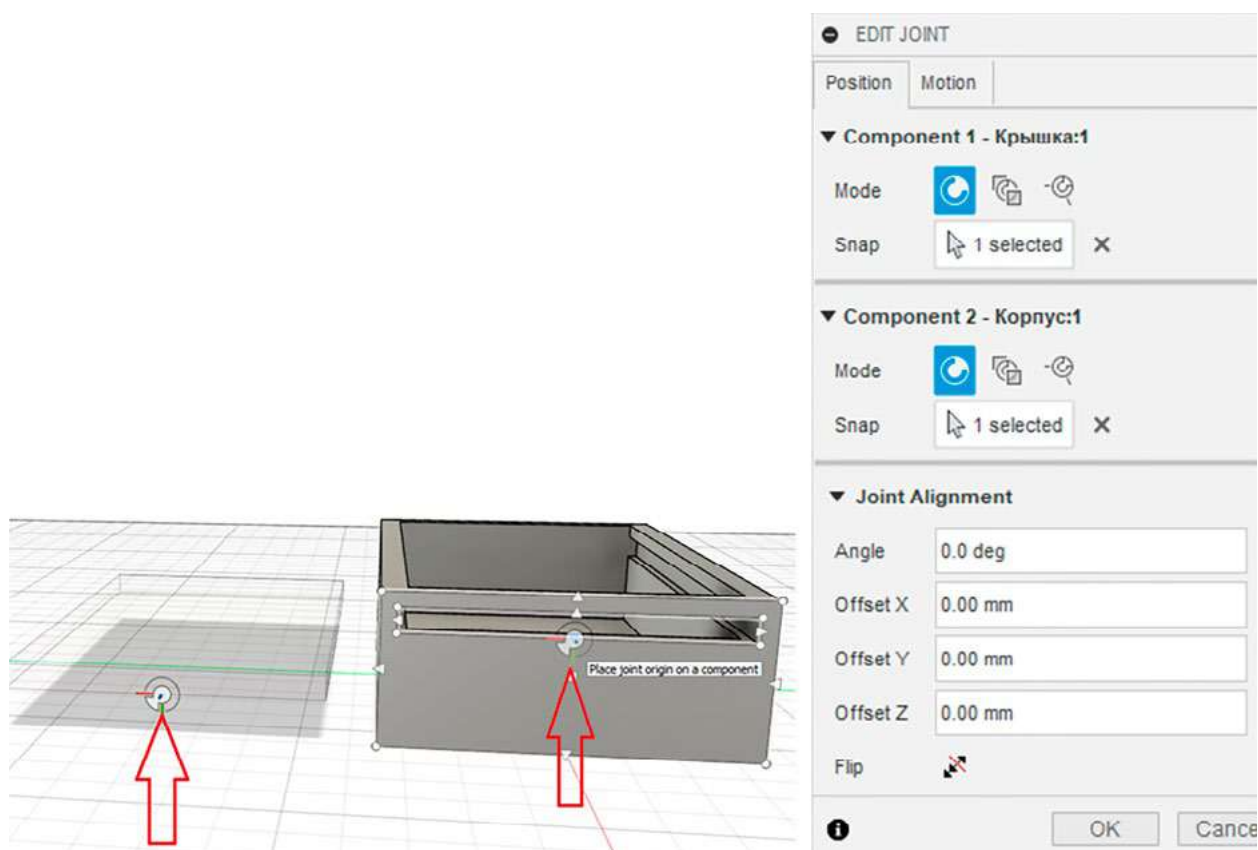 EDIT JOINT
Position Motion
Component 1 - Крышка:1
Mode
Snap 1 selected
Component 2 - Корпус:1
Mode
Snap 1 selected
Joint Alignment
Angle 0.0 deg
Offset X 0.00 mm
Offset Y 0.00 mm
Offset Z 0.00 mm
Flip
OK Cance
Place joint origin on a component